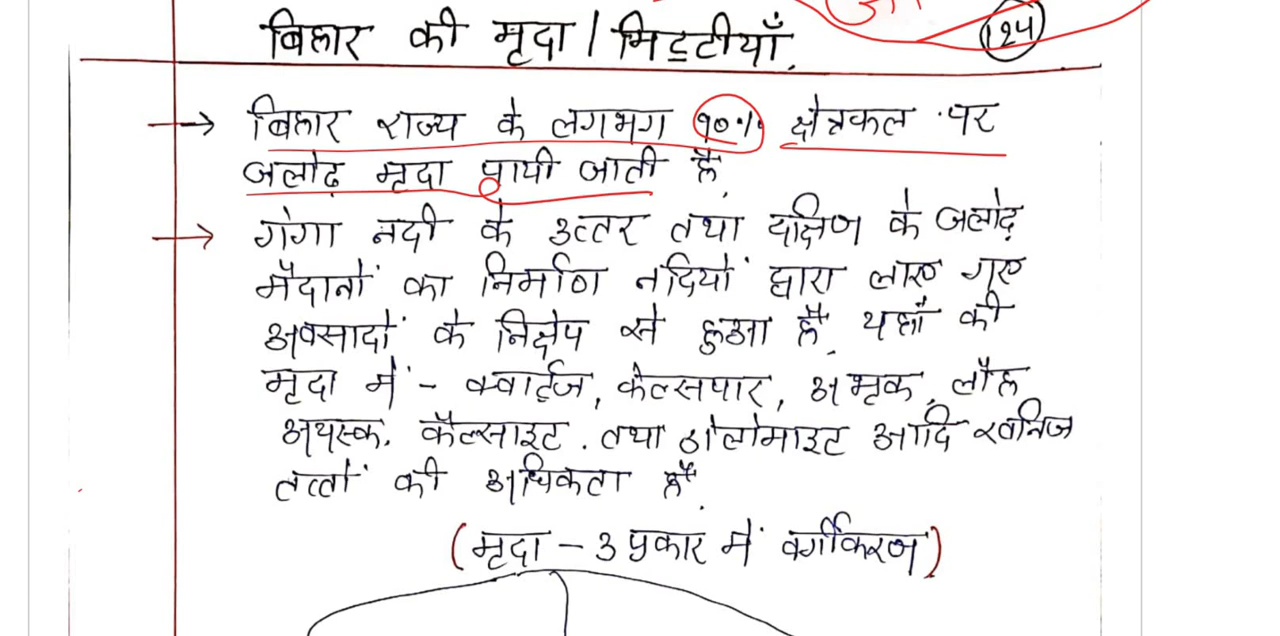 बिहार की मृदा / मिट्टीयाँ. 124
→ बिहार राज्य के लगभग 90% क्षेत्रकल पर
जलोढ़ मृदा पायी जाती है.
→ गंगा नदी के उत्तर तथा दक्षिण के जलोढ़
मैदानों का निर्माण नदियों द्वारा लाए गए
अवसादों के निक्षेप से हुआ है. यहाँ की
मृदा में - क्वार्ट्ज, केल्सपार, अभ्रक, लौह
अयस्क, कैल्साइट. तथा डोलोमाइट आदि खनिज
तत्वों की अधिकता है.
(मृदा - 3 प्रकार में वर्गीकरण)